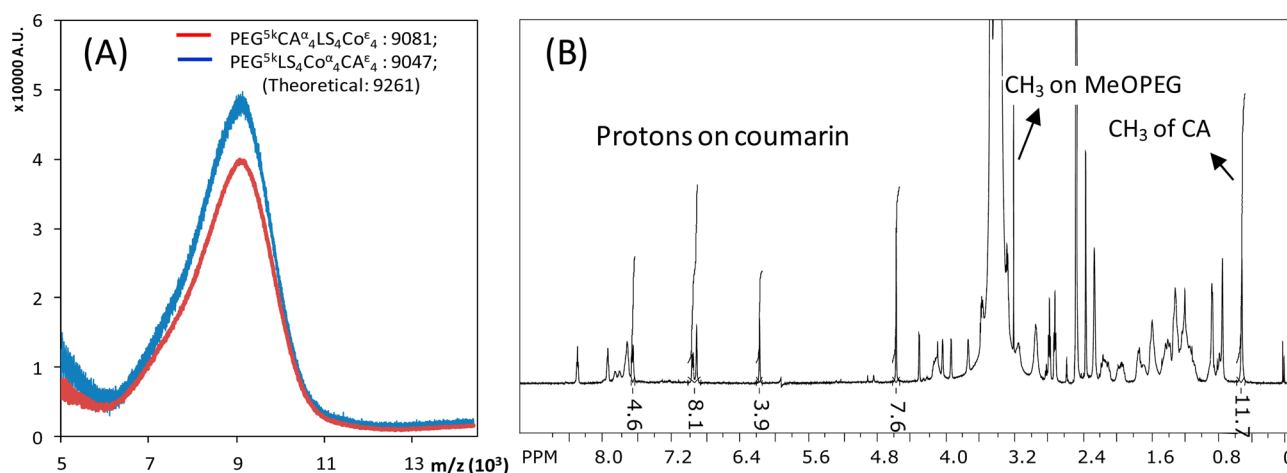 (A)
x10000 A.U.
6
5
4
3
2
1
0
PEG⁵ᵏCAᵅ₄LS₄Coᵋ₄ : 9081;
PEG⁵ᵏLS₄Coᵅ₄CAᵋ₄ : 9047;
(Theoretical: 9261)
5 7 9 11 13 m/z (10³)
(B)
CH₃ on MeOPEG
CH₃ of CA
Protons on coumarin
4.6 8.1 3.9 7.6 11.7
PPM 8.0 7.2 6.4 5.6 4.8 4.0 3.2 2.4 1.6 0.8